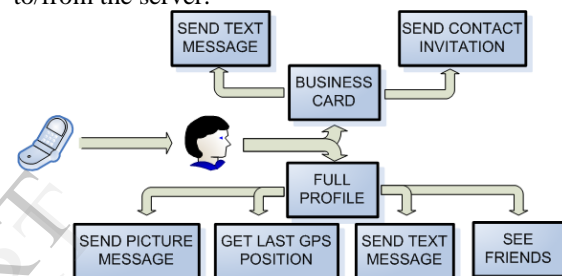 to/from the server.
SEND TEXT
MESSAGE
SEND CONTACT
INVITATION
BUSINESS
CARD
FULL
PROFILE
SEND PICTURE
MESSAGE
GET LAST GPS
POSITION
SEND TEXT
MESSAGE
SEE
FRIENDS